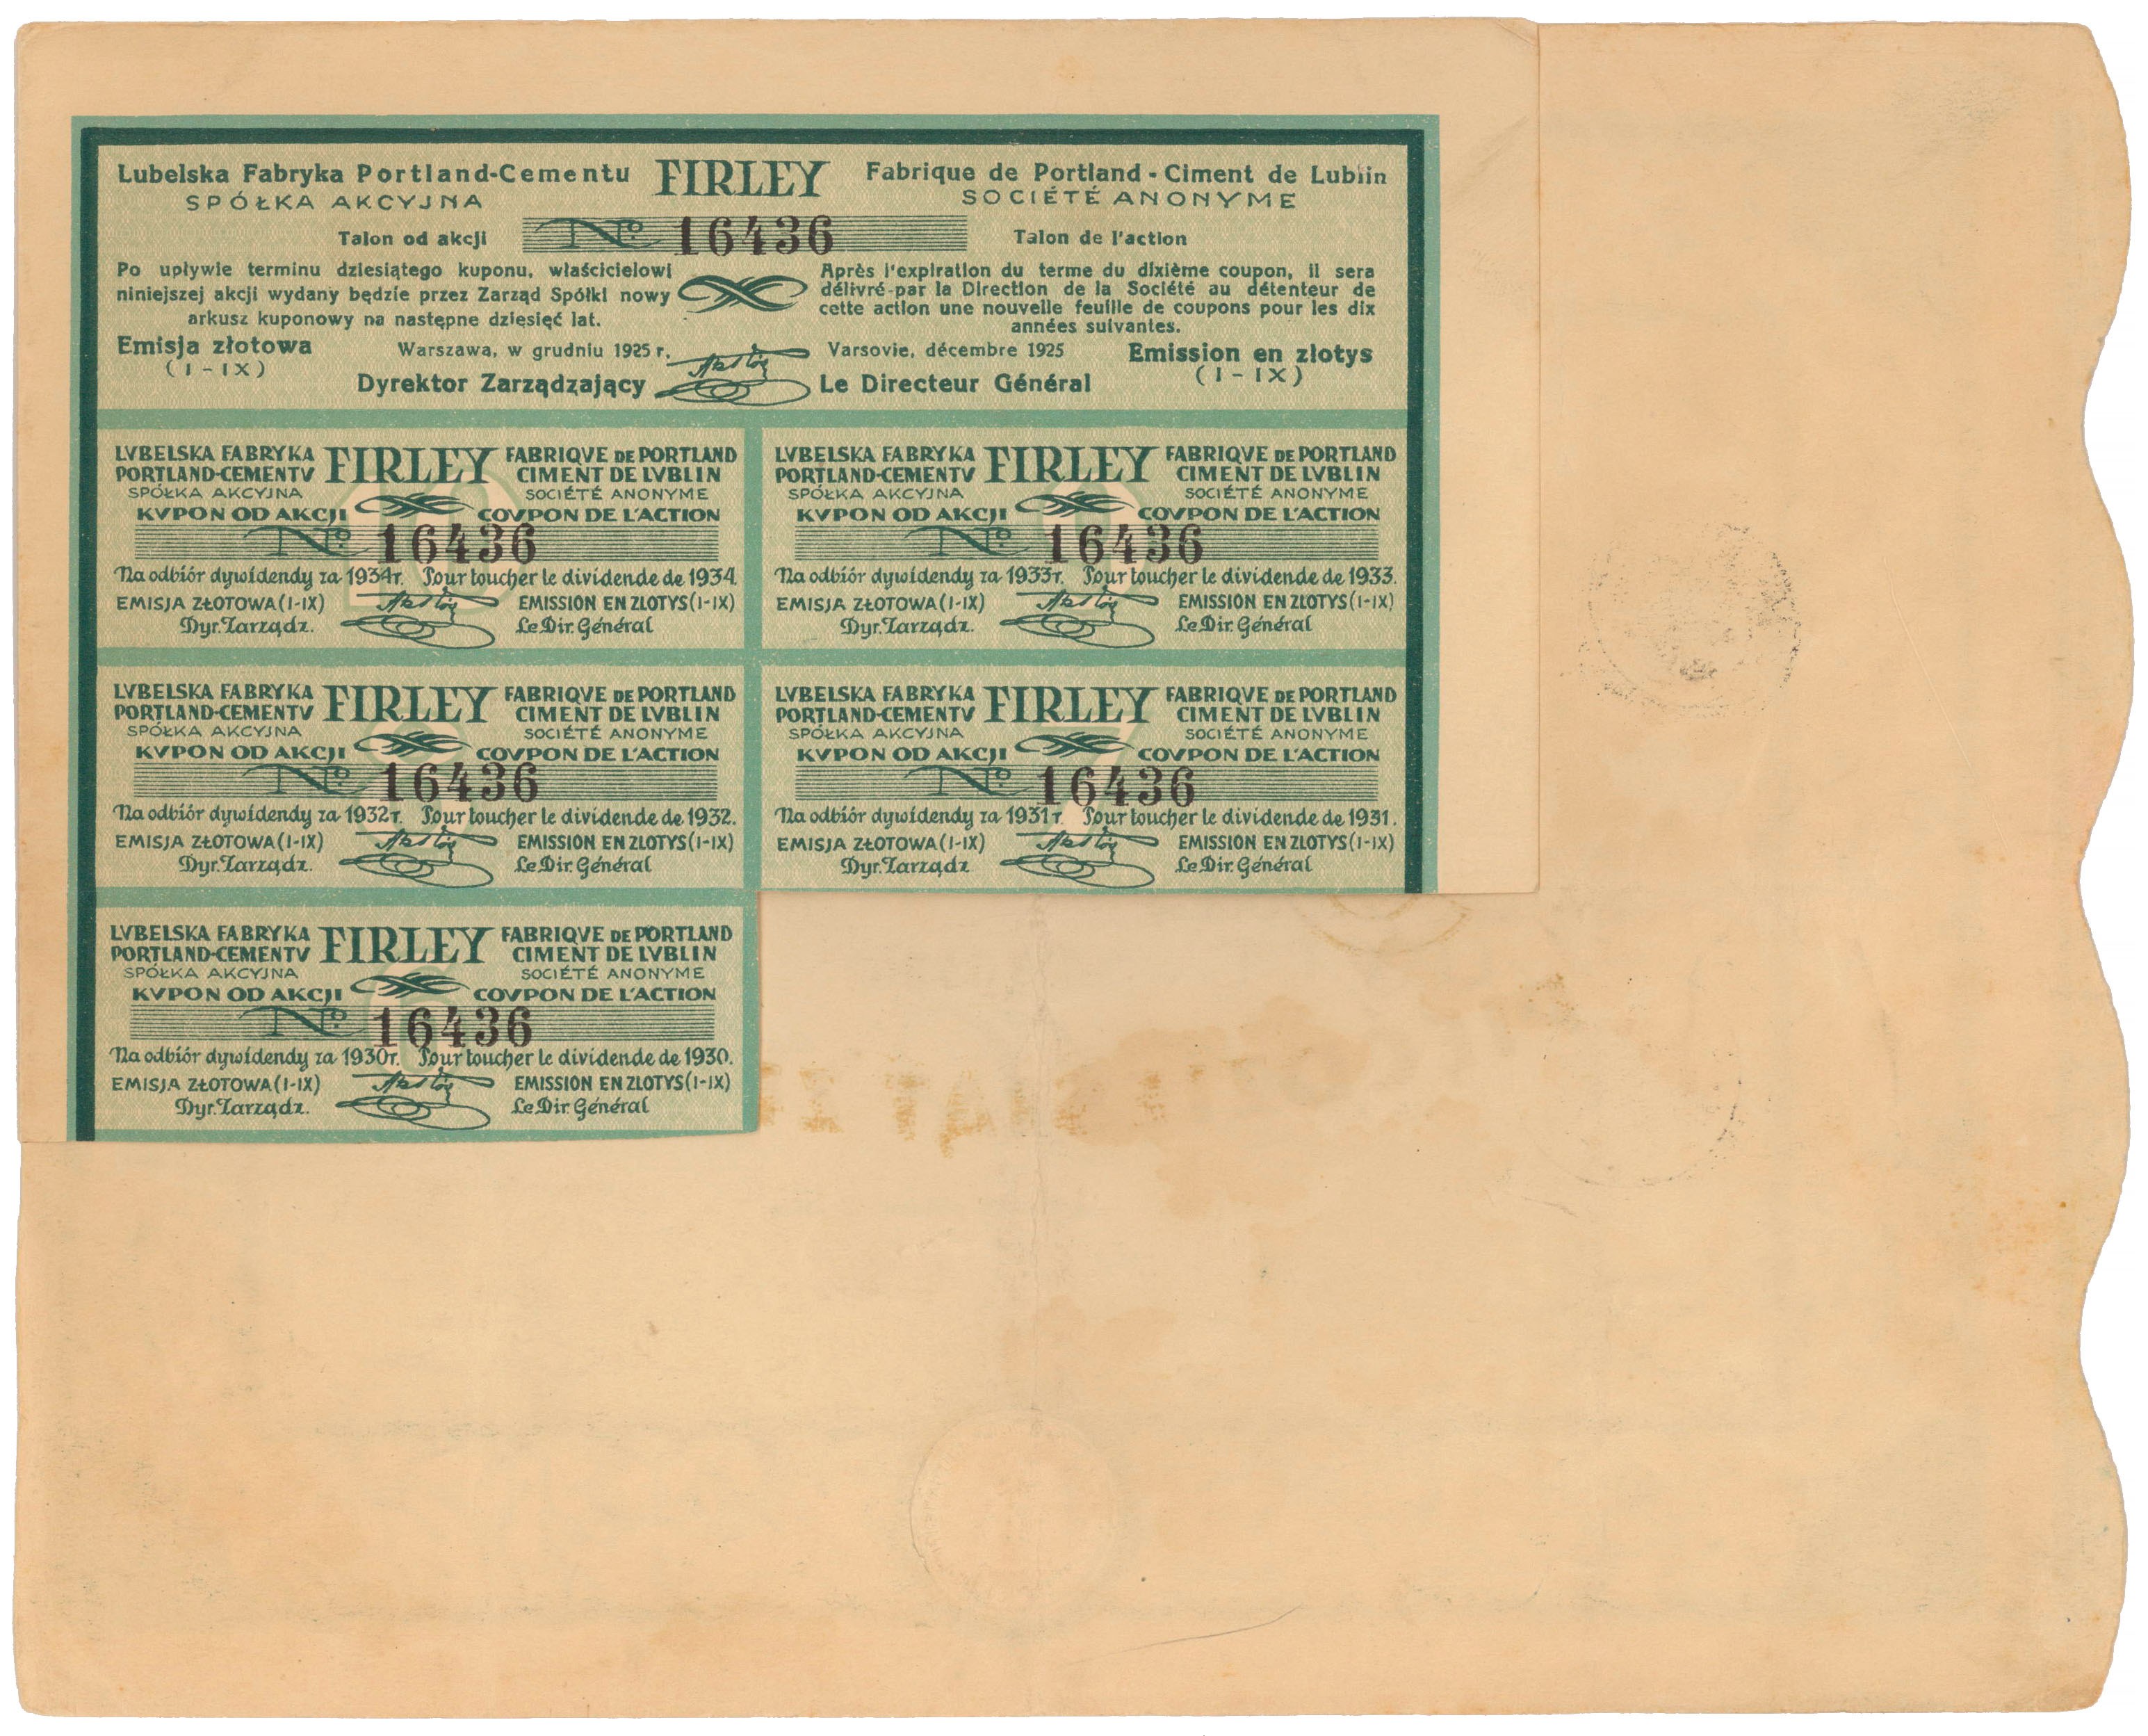 Lubelska Fabryka Portland-Cementu FIRLEY Fabrique de Portland - Ciment de Lublin
SPÓŁKA AKCYJNA SOCIÉTÉ ANONYME
Talon od akcji No 16436 Talon de l'action
Po upływie terminu dziesiątego kuponu, właścicielowi
niniejszej akcji wydany będzie przez Zarząd Spółki nowy
arkusz kuponowy na następne dziesięć lat.
Après l'expiration du terme du dixième coupon, il sera
délivré par la Direction de la Société au détenteur de
cette action une nouvelle feuille de coupons pour les dix
années suivantes.
Emisja złotowa Warszawa, w grudniu 1925 r. Varsovie, décembre 1925 Emission en zlotys
(I-IX) (I-IX)
Dyrektor Zarządzający Le Directeur Général
LVBELSKA FABRYKA FIRLEY FABRIQVE DE PORTLAND
PORTLAND-CEMENTV CIMENT DE LVBLIN
SPÓŁKA AKCYJNA SOCIÉTÉ ANONYME
KVPON OD AKCJI COVPON DE L'ACTION
No 16436
Na odbiór dywidendy za 1934r. Pour toucher le dividende de 1934.
EMISJA ZŁOTOWA (I-IX) EMISSION EN ZLOTYS (I-IX)
Dyr. Zarządz. Le Dir. Général
LVBELSKA FABRYKA FIRLEY FABRIQVE DE PORTLAND
PORTLAND-CEMENTV CIMENT DE LVBLIN
SPÓŁKA AKCYJNA SOCIÉTÉ ANONYME
KVPON OD AKCJI COVPON DE L'ACTION
No 16436
Na odbiór dywidendy za 1933r. Pour toucher le dividende de 1933.
EMISJA ZŁOTOWA (I-IX) EMISSION EN ZLOTYS (I-IX)
Dyr. Zarządz. Le Dir. Général
LVBELSKA FABRYKA FIRLEY FABRIQVE DE PORTLAND
PORTLAND-CEMENTV CIMENT DE LVBLIN
SPÓŁKA AKCYJNA SOCIÉTÉ ANONYME
KVPON OD AKCJI COVPON DE L'ACTION
No 16436
Na odbiór dywidendy za 1932r. Pour toucher le dividende de 1932.
EMISJA ZŁOTOWA (I-IX) EMISSION EN ZLOTYS (I-IX)
Dyr. Zarządz. Le Dir. Général
LVBELSKA FABRYKA FIRLEY FABRIQVE DE PORTLAND
PORTLAND-CEMENTV CIMENT DE LVBLIN
SPÓŁKA AKCYJNA SOCIÉTÉ ANONYME
KVPON OD AKCJI COVPON DE L'ACTION
No 16436
Na odbiór dywidendy za 1931r Pour toucher le dividende de 1931.
EMISJA ZŁOTOWA (I-IX) EMISSION EN ZLOTYS (I-IX)
Dyr. Zarządz Le Dir. Général
LVBELSKA FABRYKA FIRLEY FABRIQVE DE PORTLAND
PORTLAND-CEMENTV CIMENT DE LVBLIN
SPÓŁKA AKCYJNA SOCIÉTÉ ANONYME
KVPON OD AKCJI COVPON DE L'ACTION
No 16436
Na odbiór dywidendy za 1930r. Pour toucher le dividende de 1930.
EMISJA ZŁOTOWA (I-IX) EMISSION EN ZLOTYS (I-IX)
Dyr. Zarządz. Le Dir. Général